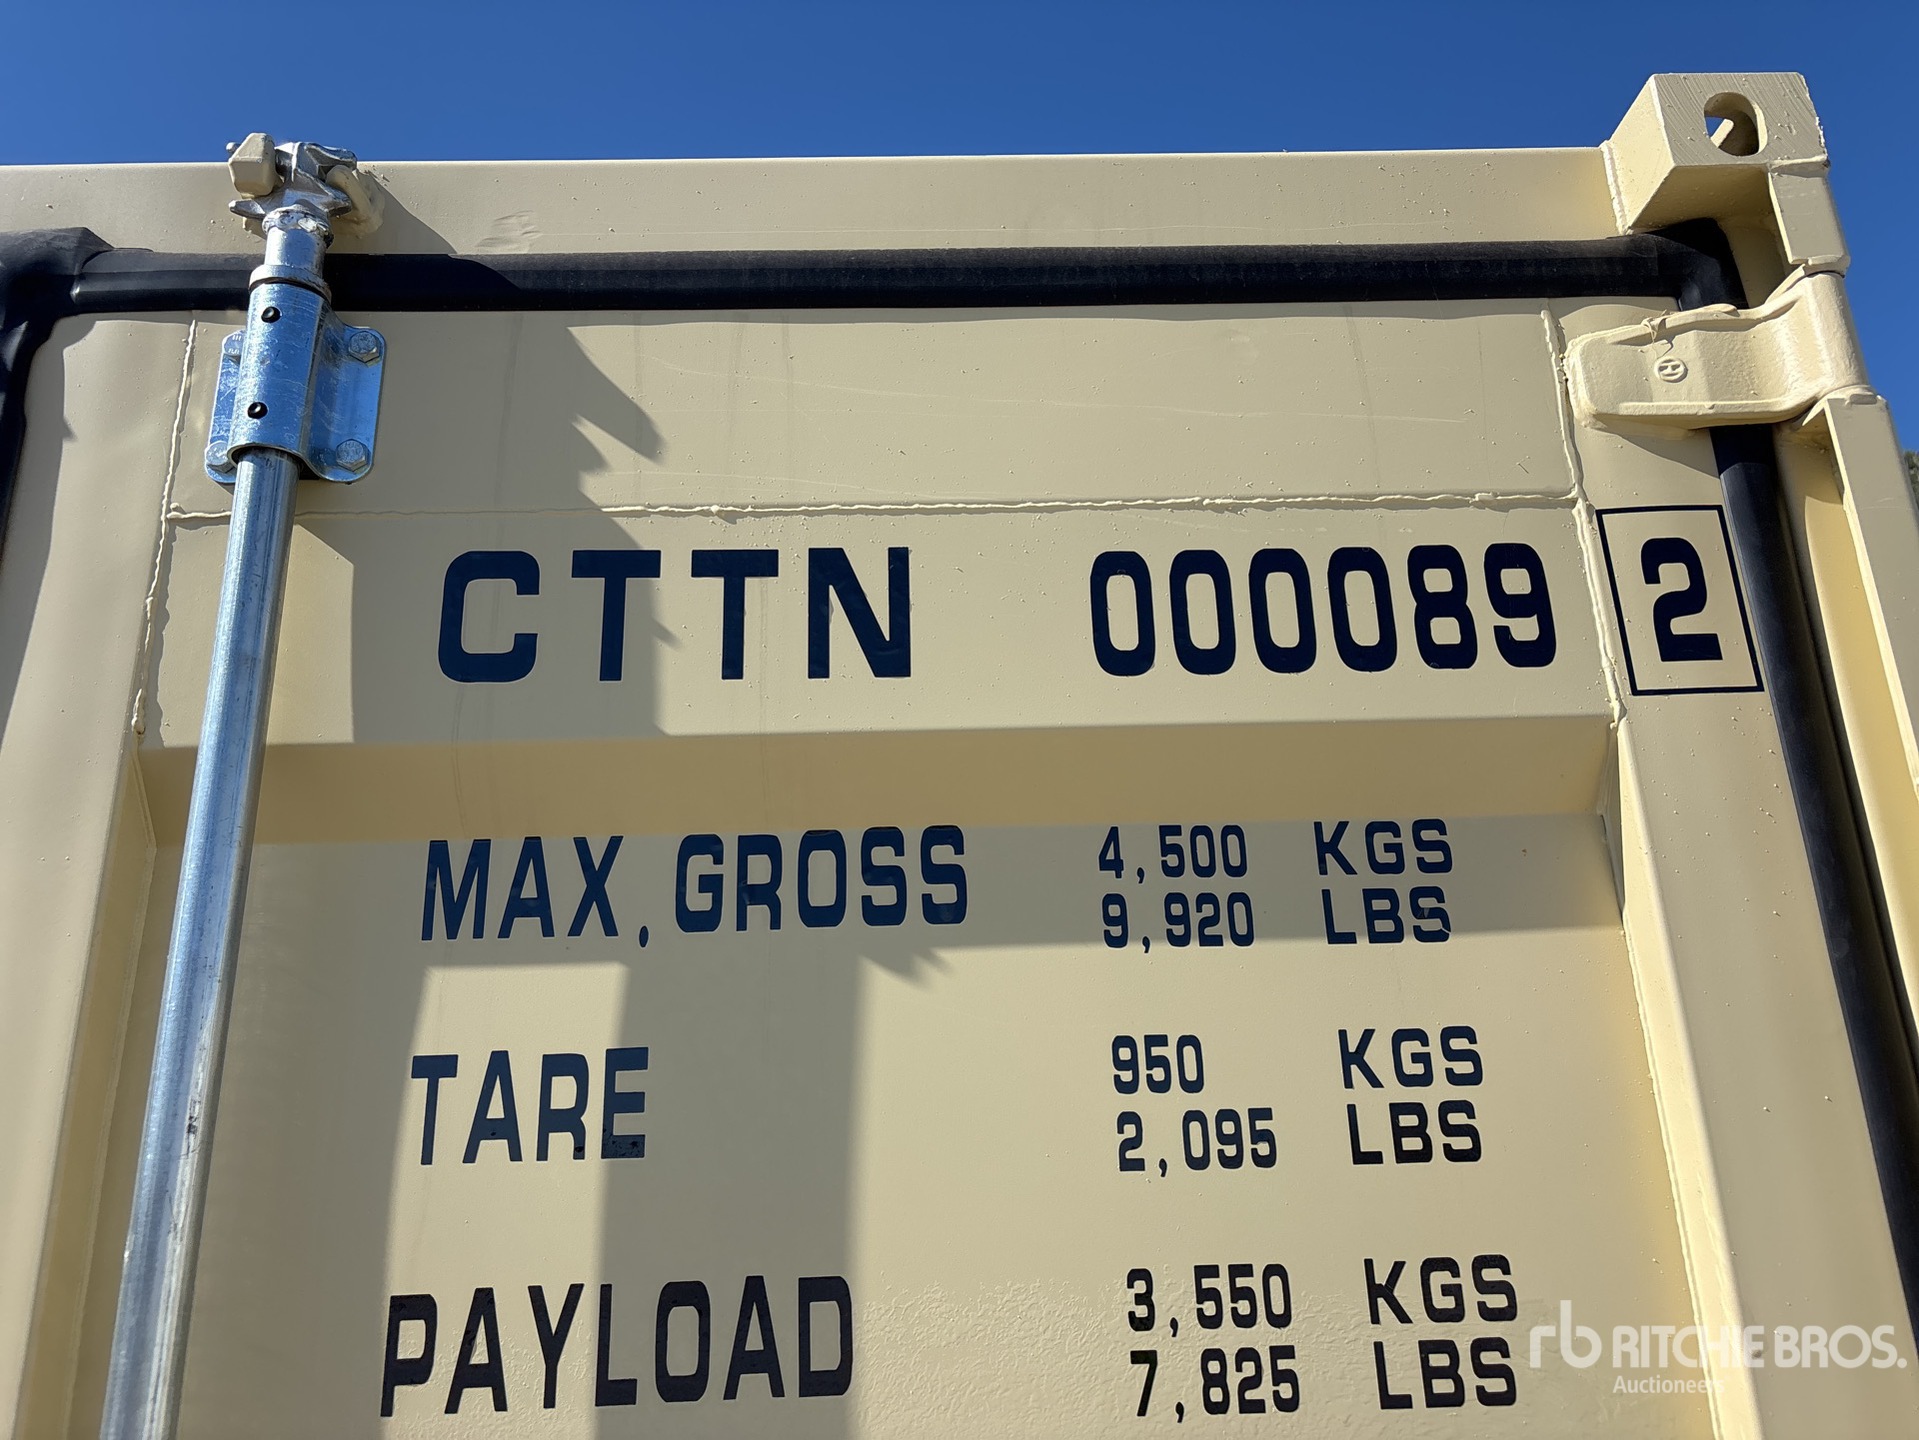 CTTN 000089 2
MAX, GROSS 4,500 KGS
9,920 LBS
TARE 950 KGS
2,095 LBS
PAYLOAD 3,550 KGS
7,825 LBS
rb RITCHIE BROS.
Auctioneers
H